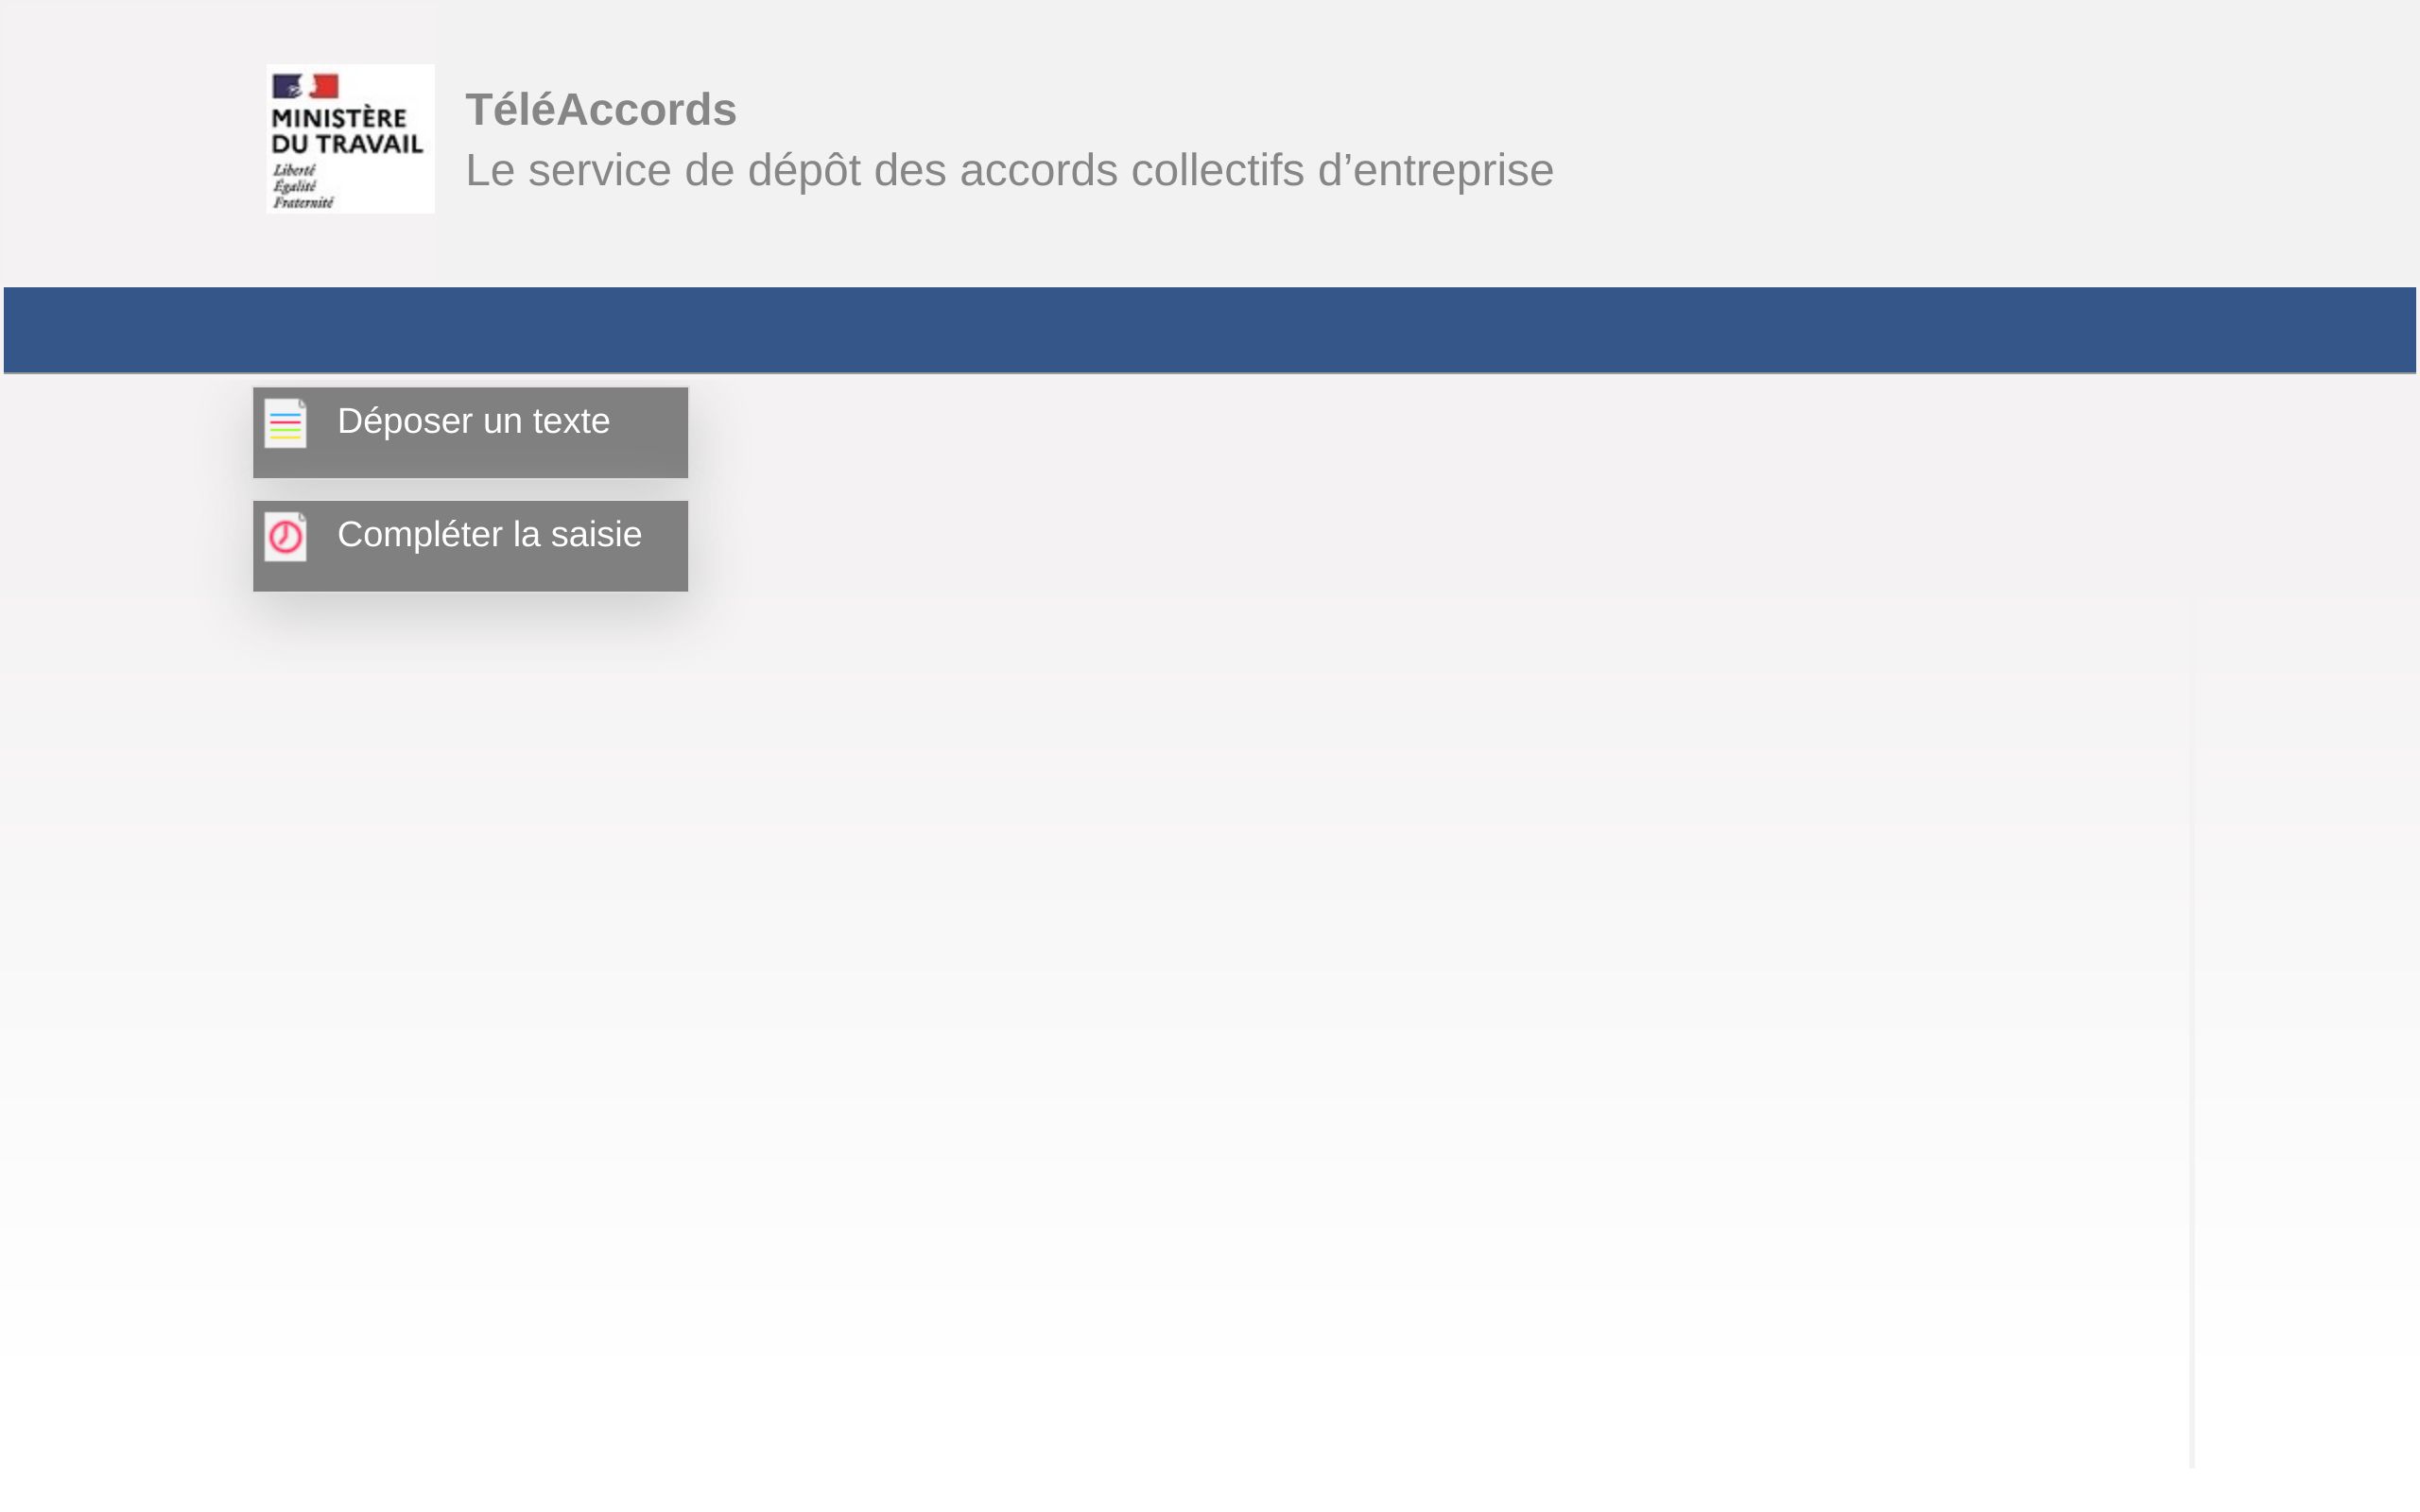 MINISTÈRE
DU TRAVAIL
Liberté
Égalité
Fraternité
TéléAccords
Le service de dépôt des accords collectifs d’entreprise
Déposer un texte
Compléter la saisie